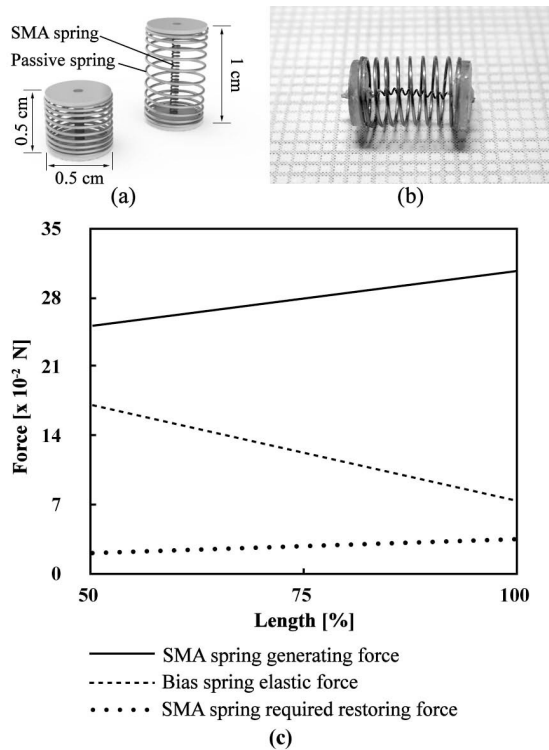 SMA spring
Passive spring
1 cm
0.5 cm
0.5 cm
(a)
(b)
35
28
21
14
7
0
Force [x 10⁻² N]
50
75
100
Length [%]
SMA spring generating force
Bias spring elastic force
SMA spring required restoring force
(c)